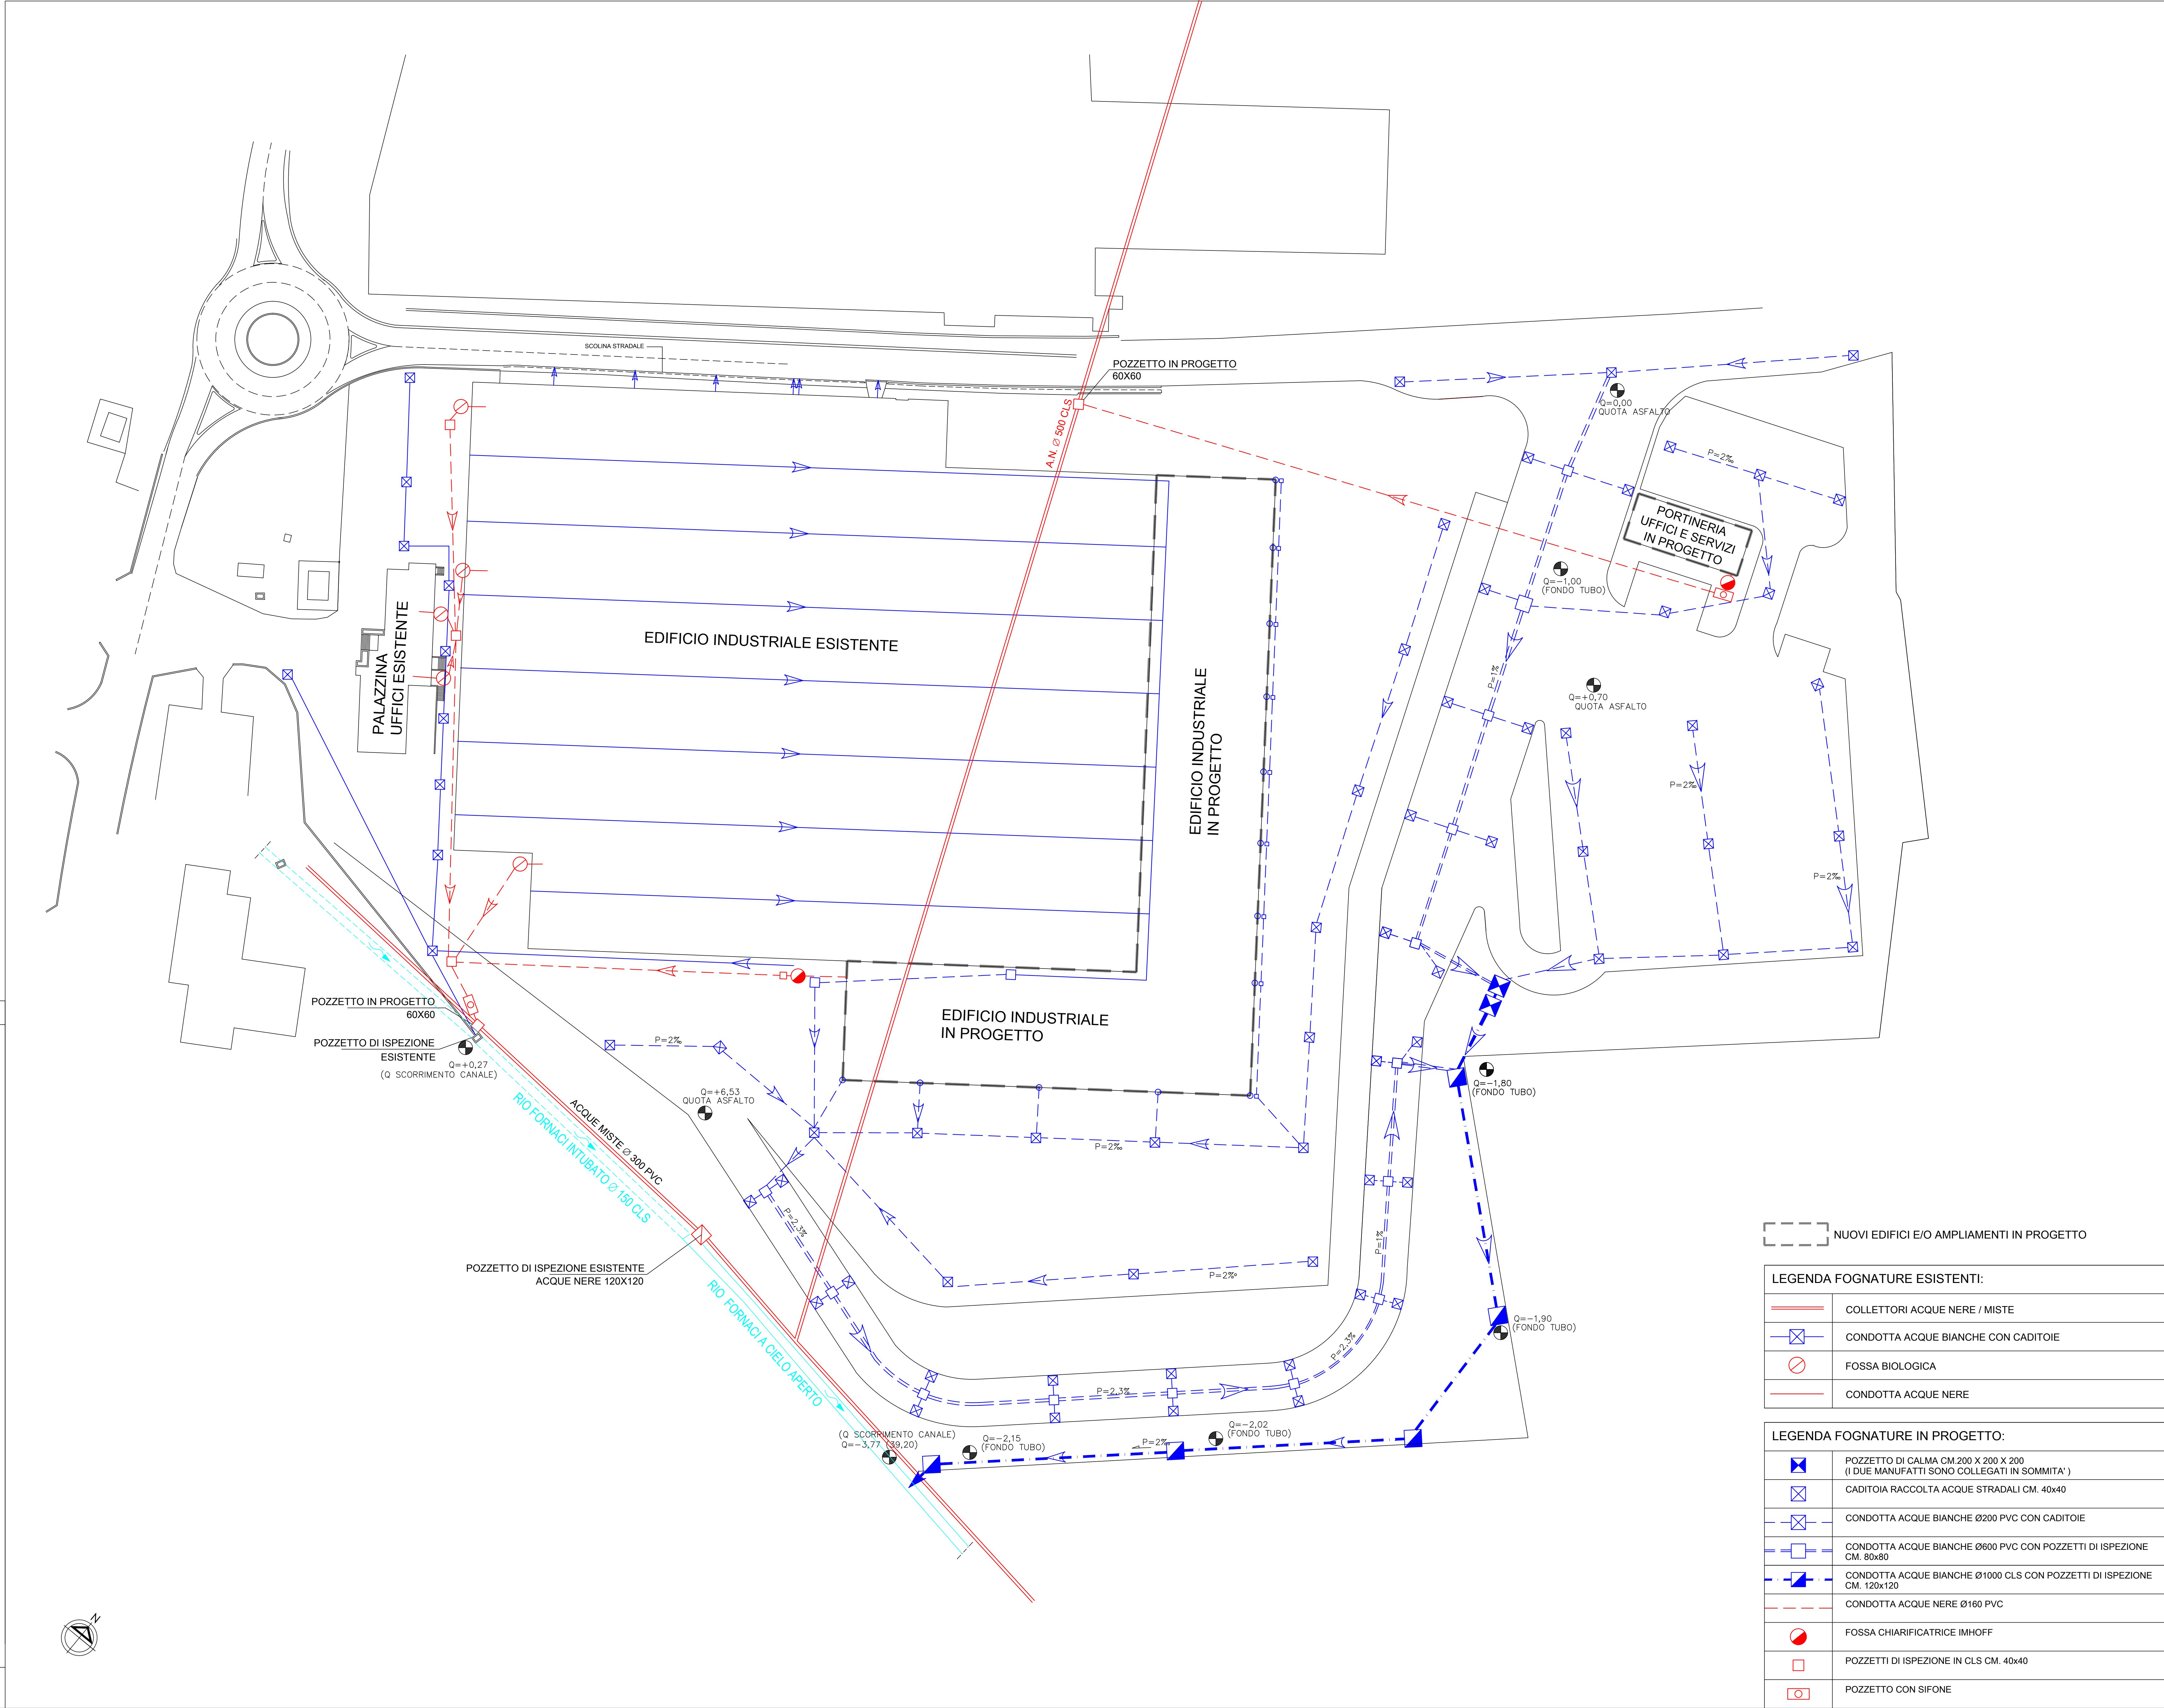 SCOLINA STRADALE
POZZETTO IN PROGETTO
60X60
A.N. Ø 500 CLS
Q=0,00
QUOTA ASFALTO
P=2‰
PORTINERIA
UFFICI E SERVIZI
IN PROGETTO
Q=-1,00
(FONDO TUBO)
PALAZZINA
UFFICI ESISTENTE
EDIFICIO INDUSTRIALE ESISTENTE
EDIFICIO INDUSTRIALE
IN PROGETTO
P=1%
Q=+0,70
QUOTA ASFALTO
P=2‰
P=2‰
POZZETTO IN PROGETTO
60X60
POZZETTO DI ISPEZIONE
ESISTENTE
Q=+0,27
(Q SCORRIMENTO CANALE)
EDIFICIO INDUSTRIALE
IN PROGETTO
P=2‰
Q=+6,53
QUOTA ASFALTO
Q=-1,80
(FONDO TUBO)
RIO FORNACI INTUBATO Ø 150 CLS
ACQUE MISTE Ø 300 PVC
P=2‰
P=2,3%
P=1%
P=2‰
POZZETTO DI ISPEZIONE ESISTENTE
ACQUE NERE 120X120
RIO FORNACI A CIELO APERTO
P=2,3%
P=2,3%
Q=-1,90
(FONDO TUBO)
(Q SCORRIMENTO CANALE)
Q=-3,77 (39,20)
Q=-2,15
(FONDO TUBO)
P=2‰
Q=-2,02
(FONDO TUBO)
N
NUOVI EDIFICI E/O AMPLIAMENTI IN PROGETTO
LEGENDA FOGNATURE ESISTENTI:
COLLETTORI ACQUE NERE / MISTE
CONDOTTA ACQUE BIANCHE CON CADITOIE
FOSSA BIOLOGICA
CONDOTTA ACQUE NERE
LEGENDA FOGNATURE IN PROGETTO:
POZZETTO DI CALMA CM.200 X 200 X 200
(I DUE MANUFATTI SONO COLLEGATI IN SOMMITA' )
CADITOIA RACCOLTA ACQUE STRADALI CM. 40x40
CONDOTTA ACQUE BIANCHE Ø200 PVC CON CADITOIE
CONDOTTA ACQUE BIANCHE Ø600 PVC CON POZZETTI DI ISPEZIONE
CM. 80x80
CONDOTTA ACQUE BIANCHE Ø1000 CLS CON POZZETTI DI ISPEZIONE
CM. 120x120
CONDOTTA ACQUE NERE Ø160 PVC
FOSSA CHIARIFICATRICE IMHOFF
POZZETTI DI ISPEZIONE IN CLS CM. 40x40
POZZETTO CON SIFONE